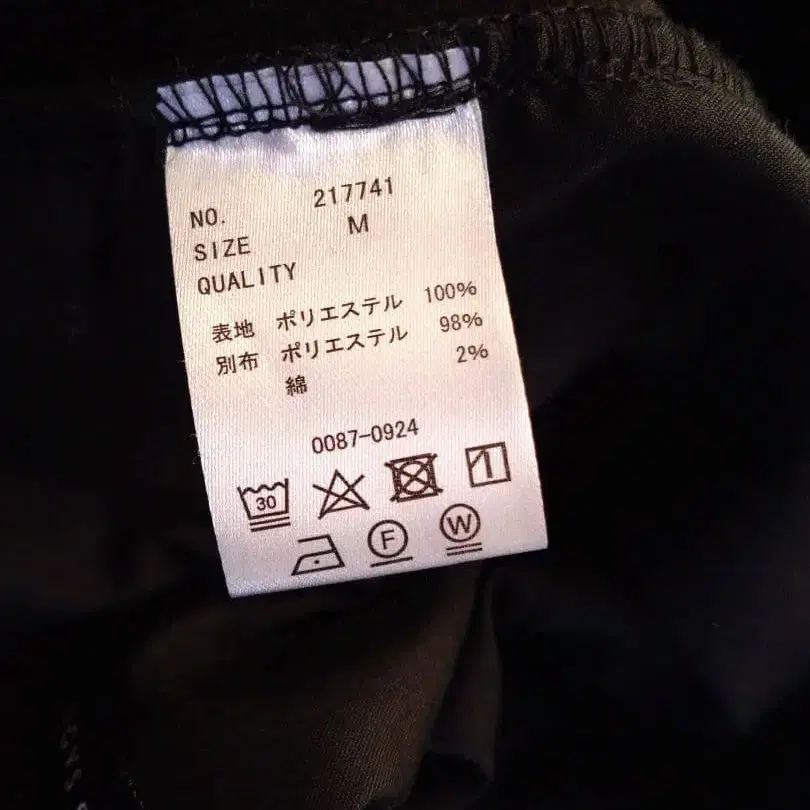 NO. 217741
SIZE M
QUALITY
表地 ポリエステル 100%
別布 ポリエステル 98%
綿 2%
0087-0924
30
F W